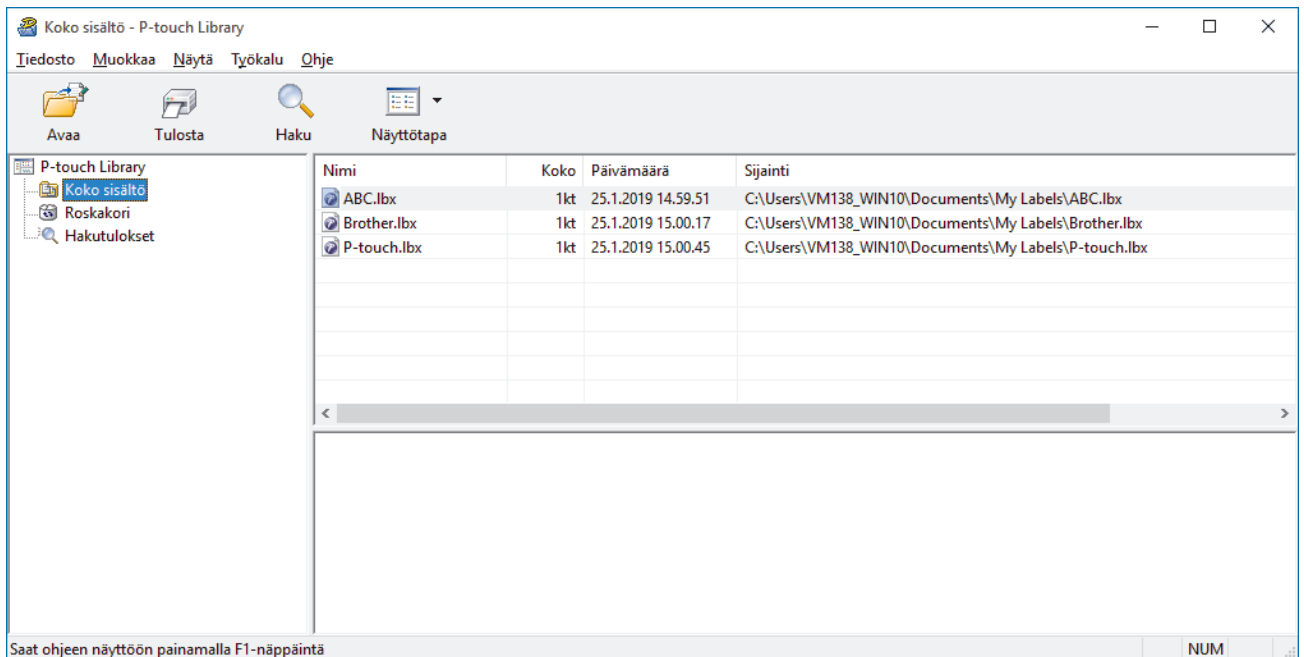 Koko sisältö - P-touch Library
Tiedosto Muokkaa Näytä Työkalu Ohje
Avaa Tulosta Haku Näyttötapa
P-touch Library
Koko sisältö
Roskakori
Hakutulokset
Nimi Koko Päivämäärä Sijainti
ABC.lbx 1kt 25.1.2019 14.59.51 C:\Users\VM138_WIN10\Documents\My Labels\ABC.lbx
Brother.lbx 1kt 25.1.2019 15.00.17 C:\Users\VM138_WIN10\Documents\My Labels\Brother.lbx
P-touch.lbx 1kt 25.1.2019 15.00.45 C:\Users\VM138_WIN10\Documents\My Labels\P-touch.lbx
Saat ohjeen näyttöön painamalla F1-näppäintä NUM